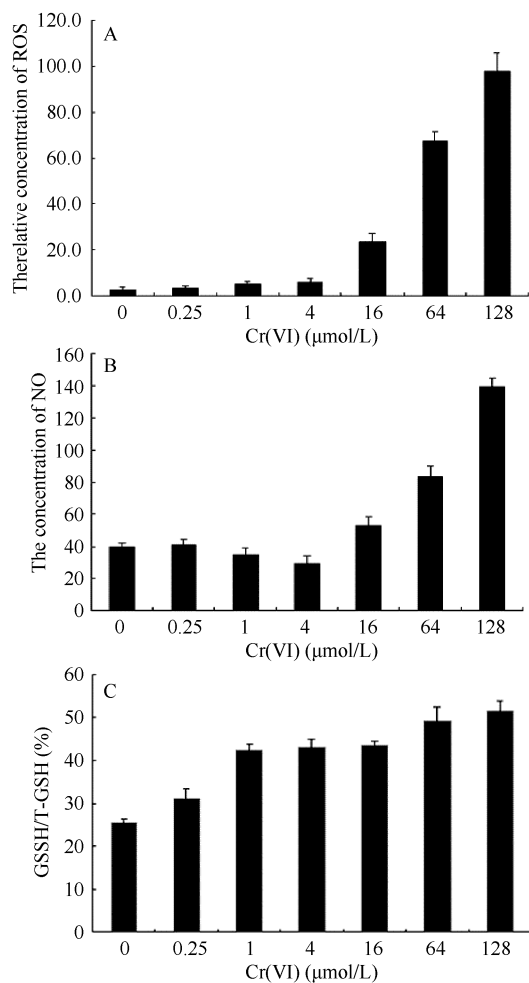 A
Therelative concentration of ROS
120.0
100.0
80.0
60.0
40.0
20.0
0.0
0 0.25 1 4 16 64 128
Cr(VI) (μmol/L)
B
The concentration of NO
160
140
120
100
80
60
40
20
0
0 0.25 1 4 16 64 128
Cr(VI) (μmol/L)
C
GSSH/T-GSH (%)
60
50
40
30
20
10
0
0 0.25 1 4 16 64 128
Cr(VI) (μmol/L)